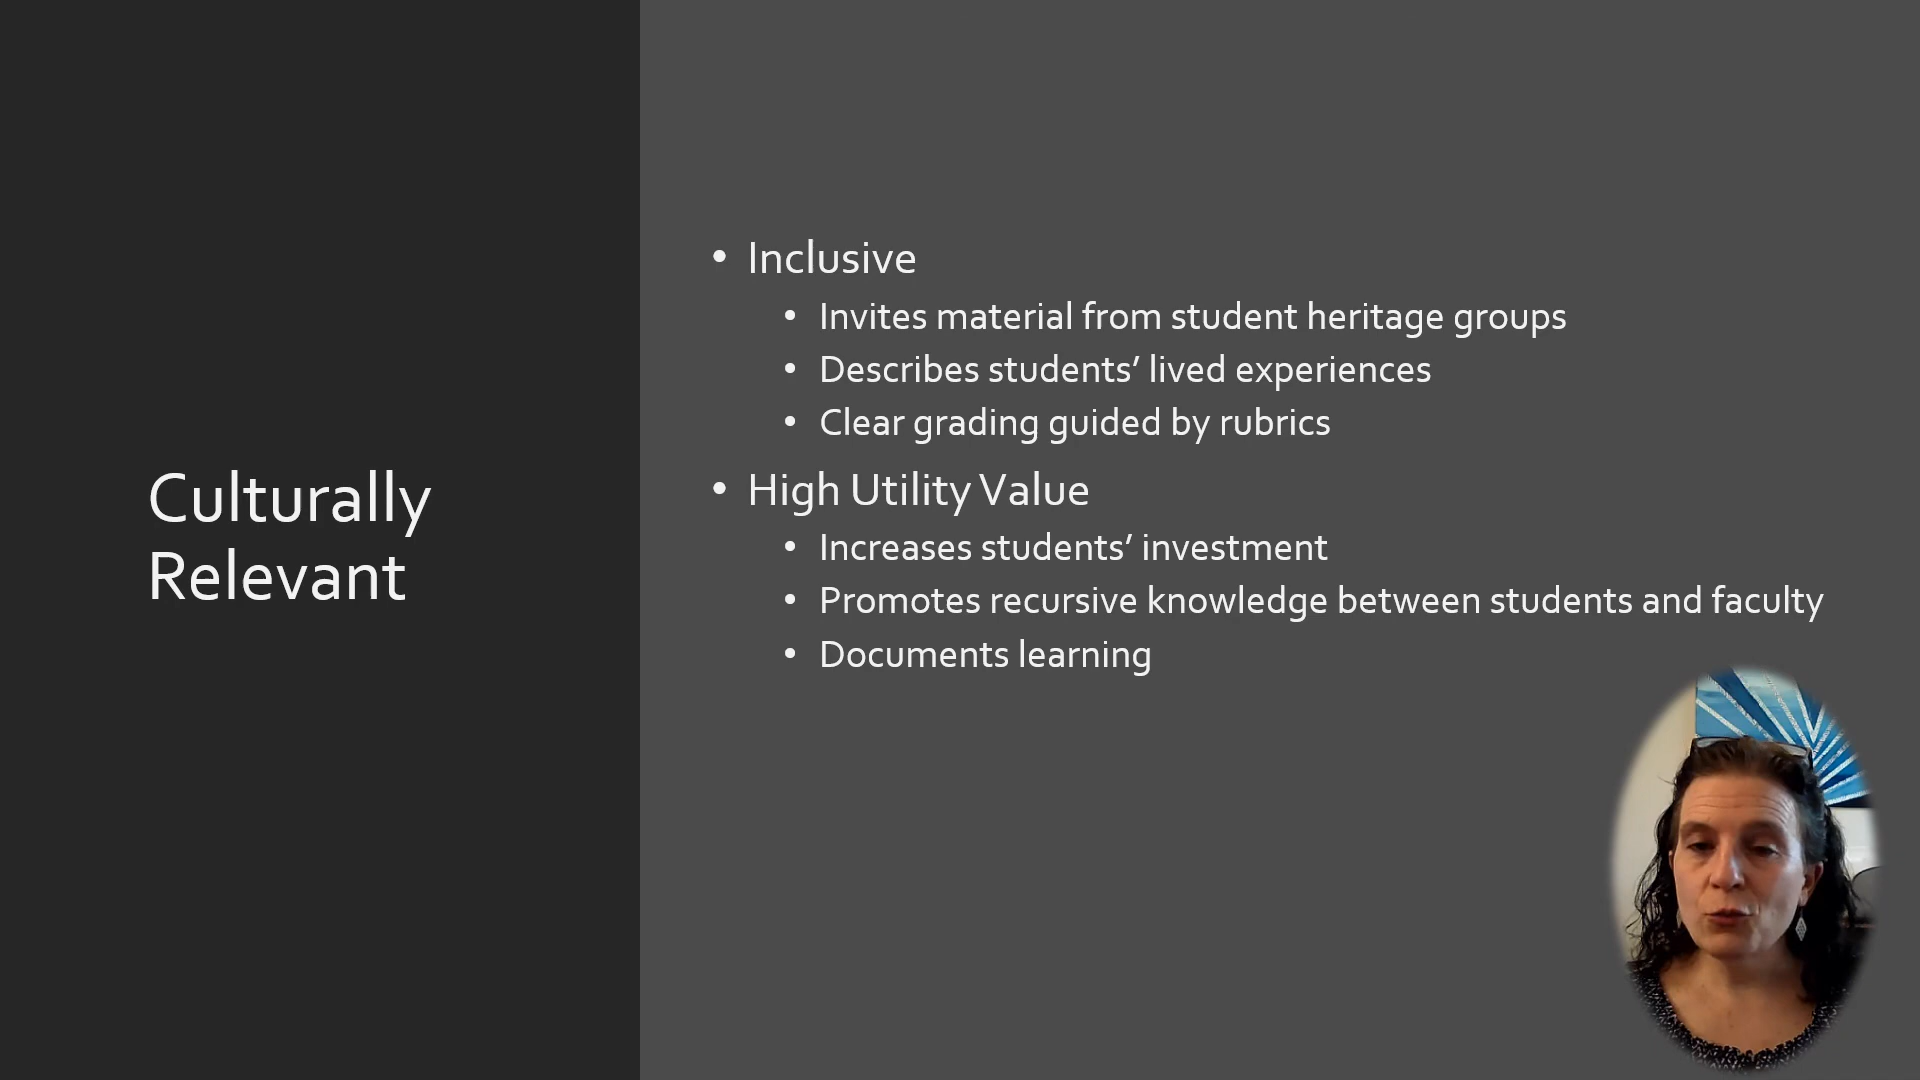 Culturally
Relevant
• Inclusive
• Invites material from student heritage groups
• Describes students’ lived experiences
• Clear grading guided by rubrics
• High Utility Value
• Increases students’ investment
• Promotes recursive knowledge between students and faculty
• Documents learning